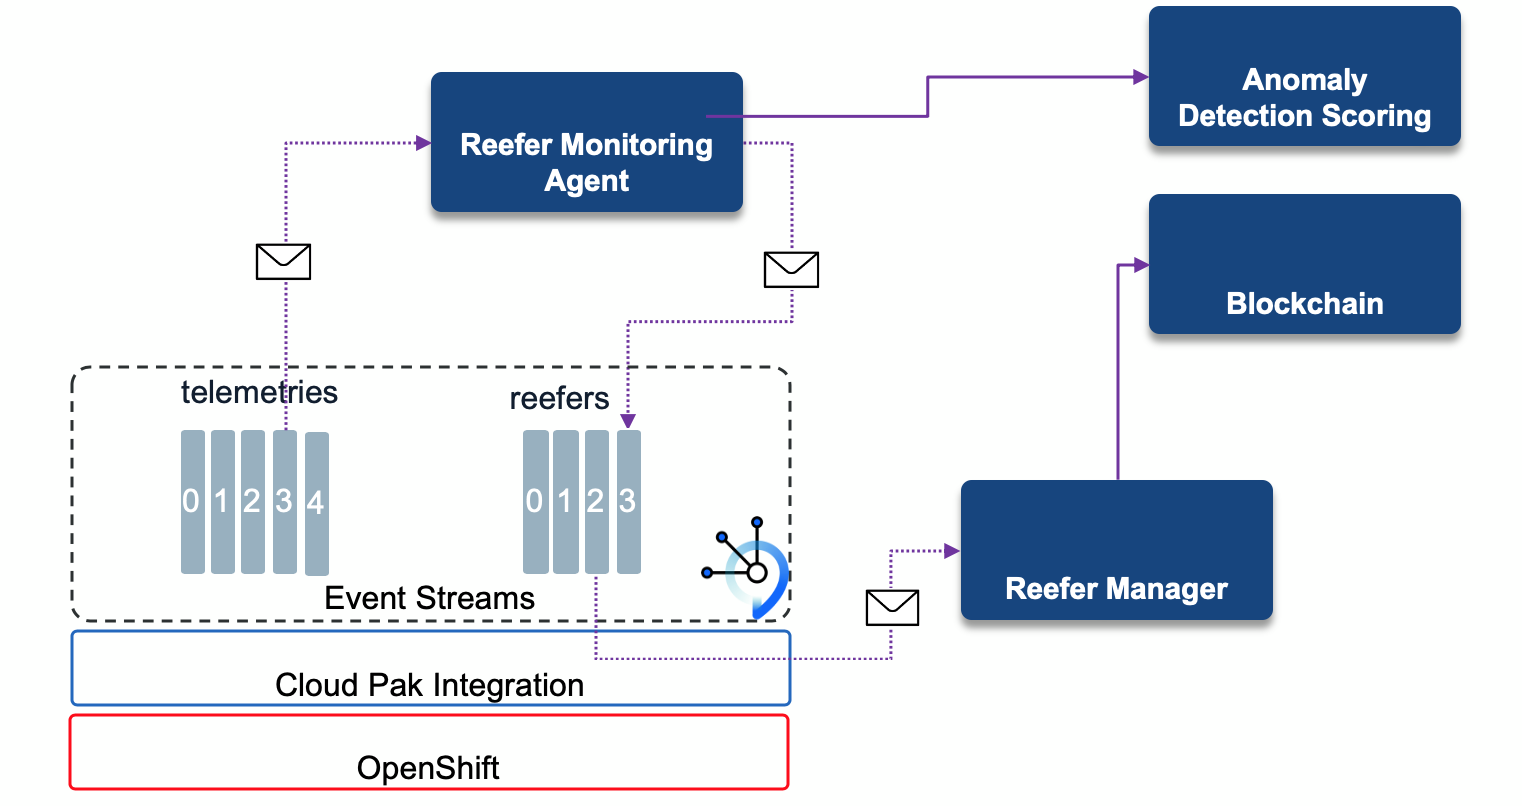 Anomaly
Detection Scoring
Reefer Monitoring
Agent
Blockchain
telemetries
reefers
0 1 2 3 4
0 1 2 3
Event Streams
Reefer Manager
Cloud Pak Integration
OpenShift